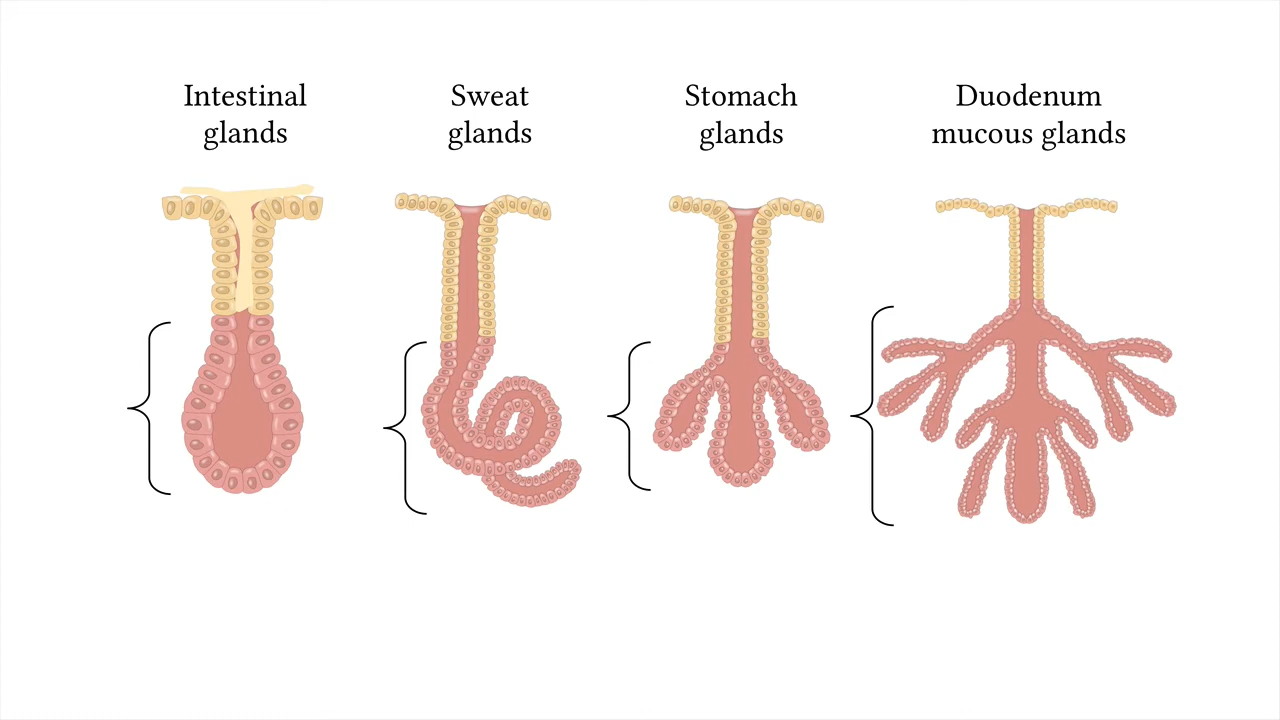 Intestinal
glands
Sweat
glands
Stomach
glands
Duodenum
mucous glands